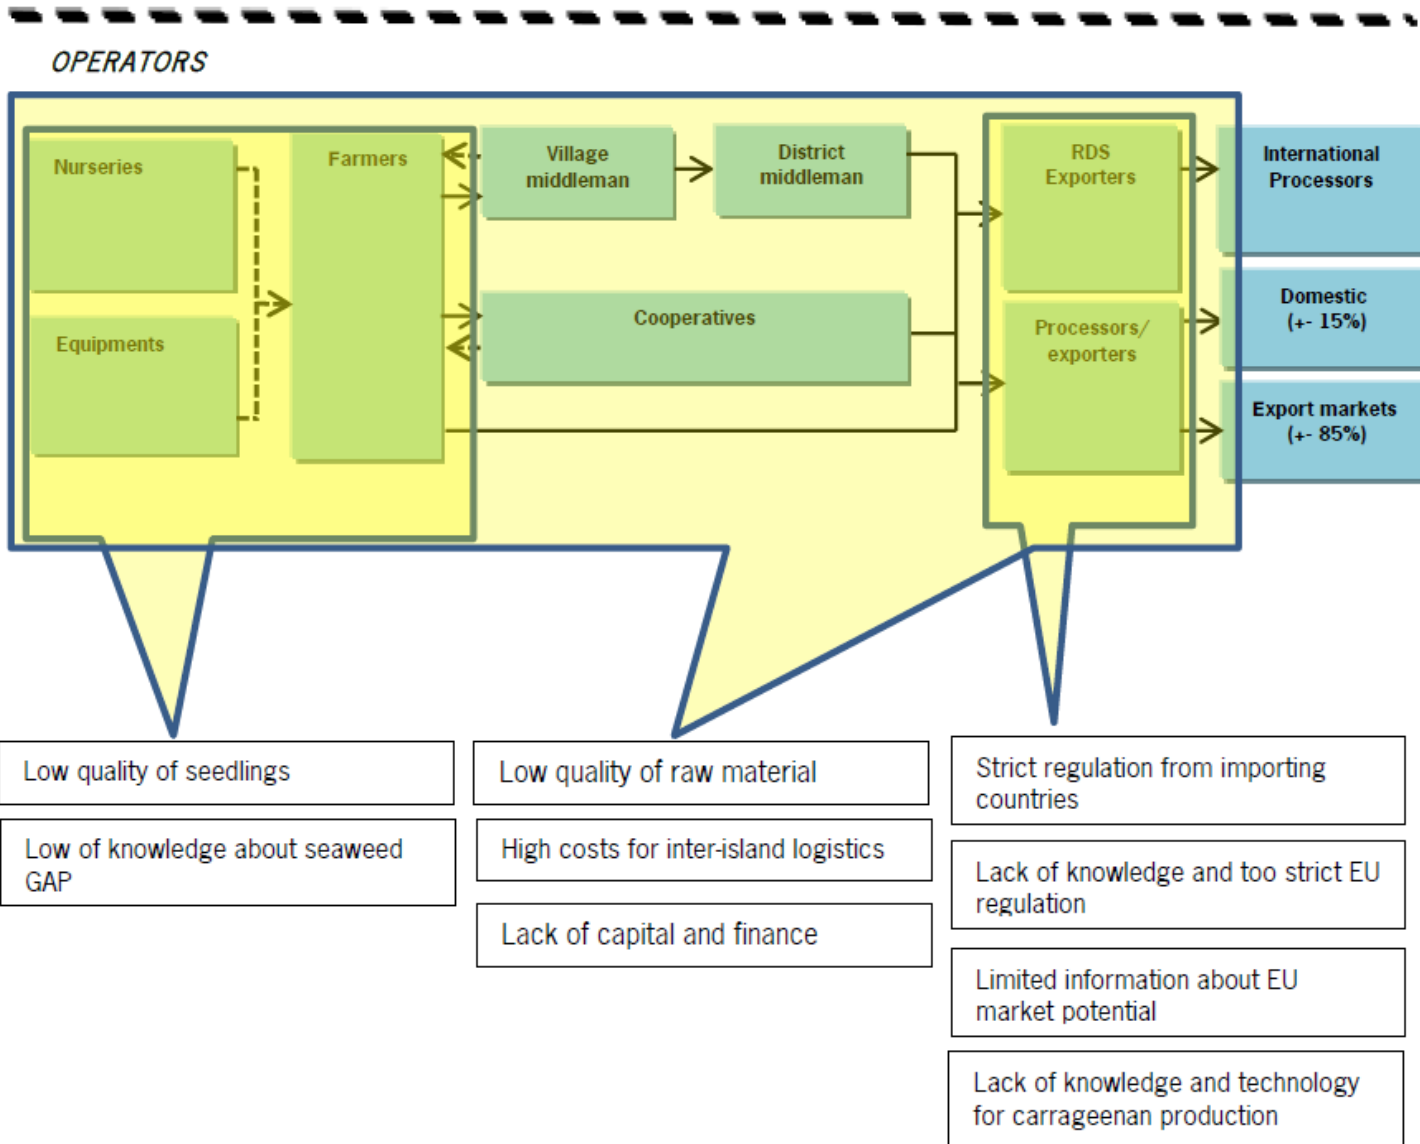 OPERATORS
Nurseries
Equipments
Farmers
Village
middleman
District
middleman
Cooperatives
RDS
Exporters
Processors/
exporters
International
Processors
Domestic
(+- 15%)
Export markets
(+- 85%)
Low quality of seedlings
Low of knowledge about seaweed
GAP
Low quality of raw material
High costs for inter-island logistics
Lack of capital and finance
Strict regulation from importing
countries
Lack of knowledge and too strict EU
regulation
Limited information about EU
market potential
Lack of knowledge and technology
for carrageenan production